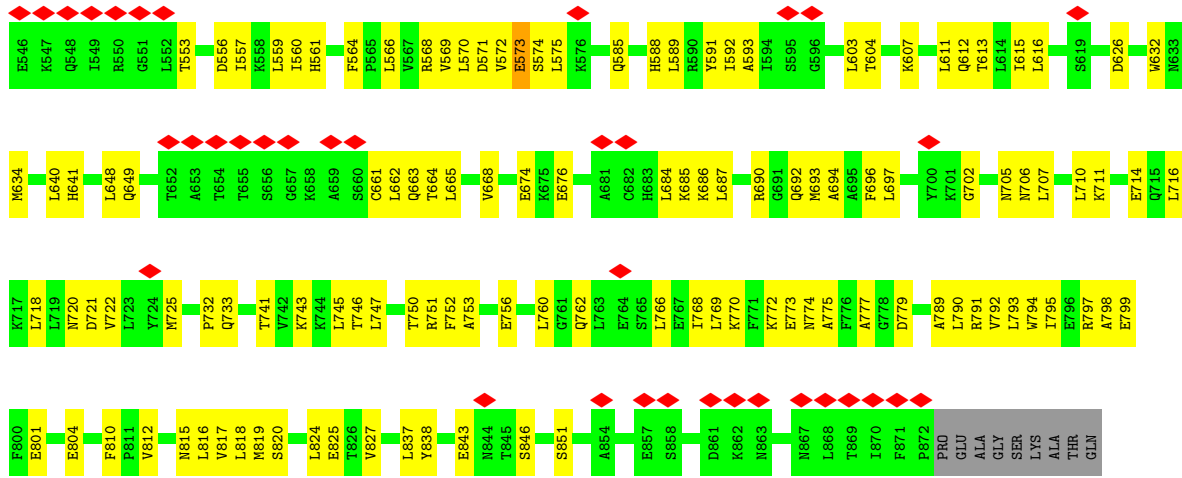 E546 K547 Q548 I549 R550 G551 L552 T553 D556 I557 K558 L559 I560 H561 F564 P565 L566 V567 R568 V569 L570 D571 V572 E573 S574 L575 K576 Q585 H588 L589 R590 Y591 I592 A593 I594 S595 G596 L603 T604 K607 L611 Q612 T613 L614 I615 L616 S619 D626 W632 N633
M634 L640 H641 L648 Q649 T652 A653 T654 T655 S656 G657 K658 A659 S660 C661 L662 Q663 T664 L665 V668 E674 K675 E676 A681 C682 H683 L684 K685 K686 L687 R690 G691 Q692 M693 A694 A695 F696 L697 Y700 K701 G702 N705 N706 L707 L710 K711 E714 Q715 L716
K717 L718 L719 N720 D721 V722 L723 Y724 M725 P732 Q733 T741 V742 K743 K744 L745 T746 L747 T750 R751 F752 A753 E756 L760 G761 Q762 L763 E764 S765 L766 E767 I768 L769 K770 F771 K772 E773 N774 A775 F776 A777 G778 D779 A789 L790 R791 V792 L793 W794 I795 E796 R797 A798 E799
F800 E801 E804 F810 P811 V812 N815 L816 V817 L818 M819 S820 L824 E825 T826 V827 L837 Y838 E843 N844 T845 S846 S851 A854 E857 S858 D861 K862 N863 N867 L868 T869 I870 F871 P872 PRO GLU ALA GLY SER LYS ALA THR GLN